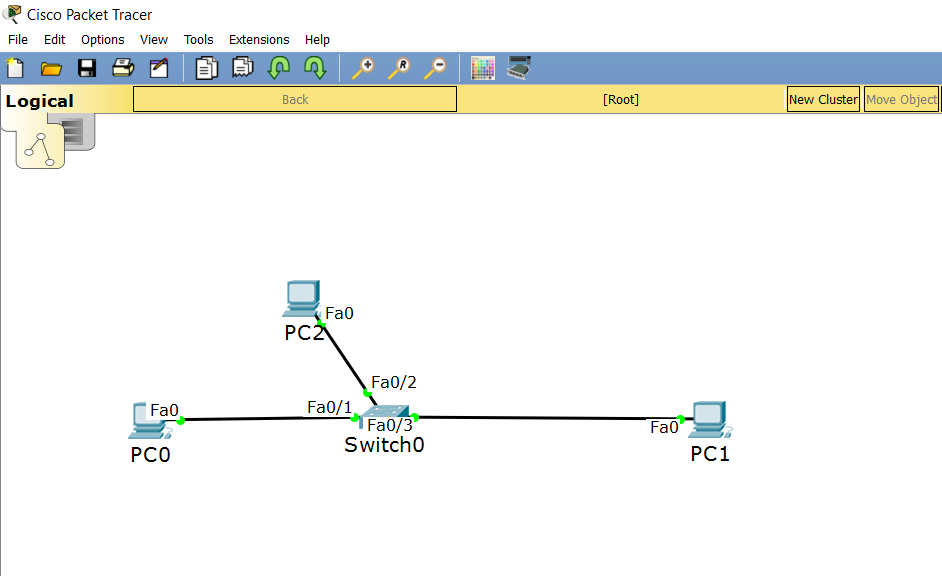 Cisco Packet Tracer
File Edit Options View Tools Extensions Help
R
Logical Back [Root] New Cluster Move Object
Fa0
PC2
Fa0/2
Fa0 Fa0/1
Fa0/3 Fa0
Switch0
PC0 PC1